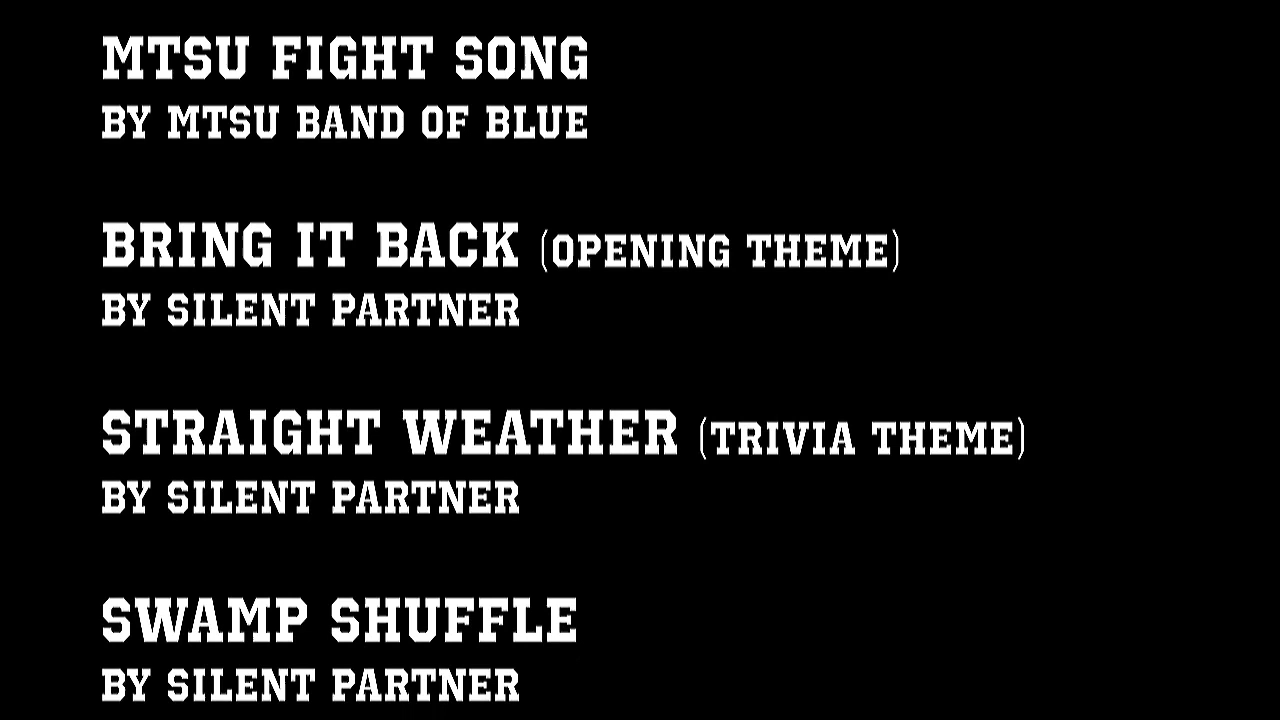 MTSU FIGHT SONG
BY MTSU BAND OF BLUE
BRING IT BACK (OPENING THEME)
BY SILENT PARTNER
STRAIGHT WEATHER (TRIVIA THEME)
BY SILENT PARTNER
SWAMP SHUFFLE
BY SILENT PARTNER